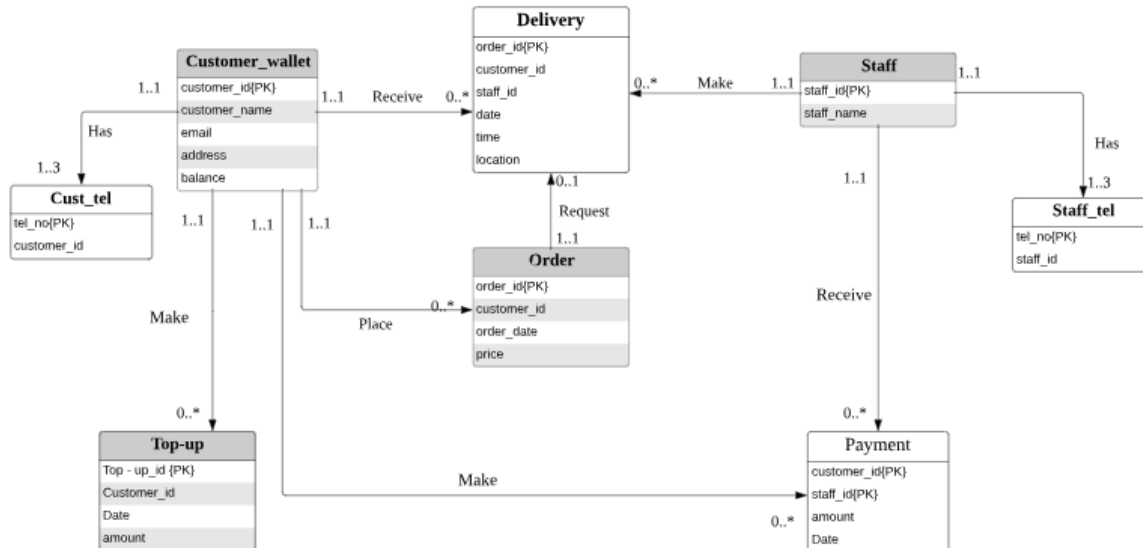 Delivery
order_id{PK}
customer_id
staff_id
date
time
location
Customer_wallet
customer_id{PK}
customer_name
email
address
balance
Staff
staff_id{PK}
staff_name
1..1
1..1
Receive
0..*
0..*
Make
1..1
1..1
Has
1..3
Cust_tel
tel_no{PK}
customer_id
Has
1..3
Staff_tel
tel_no{PK}
staff_id
0..1
Request
1..1
Order
order_id{PK}
customer_id
order_date
price
1..1
1..1
1..1
1..1
Receive
Make
Place
0..*
0..*
0..*
Top-up
Top - up_id {PK}
Customer_id
Date
amount
Make
0..*
Payment
customer_id{PK}
staff_id{PK}
amount
Date